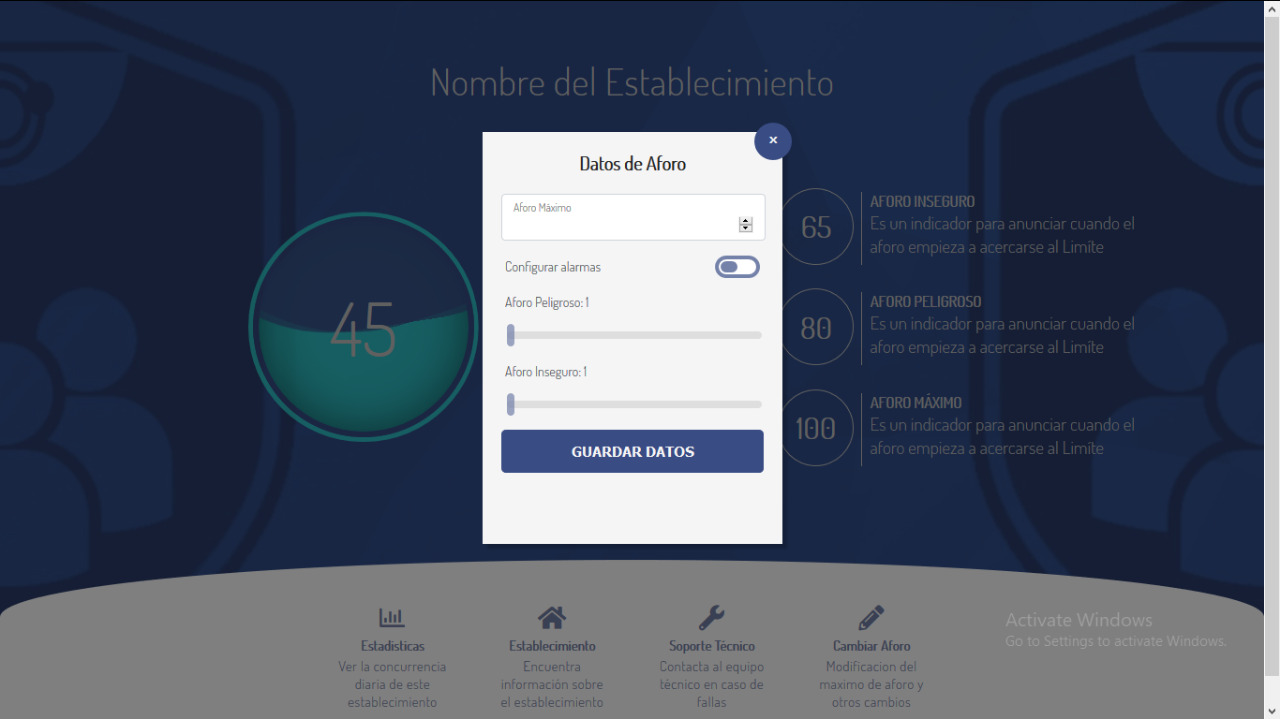 Nombre del Establecimiento
×
Datos de Aforo
Aforo Máximo
Configurar alarmas
Aforo Peligroso: 1
Aforo Inseguro: 1
GUARDAR DATOS
45
65
AFORO INSEGURO
Es un indicador para anunciar cuando el
aforo empieza a acercarse al Limíte
80
AFORO PELIGROSO
Es un indicador para anunciar cuando el
aforo empieza a acercarse al Limíte
100
AFORO MÁXIMO
Es un indicador para anunciar cuando el
aforo empieza a acercarse al Limíte
Estadísticas
Ver la concurrencia
diaria de este
establecimiento
Establecimiento
Encuentra
información sobre
el establecimiento
Soporte Técnico
Contacta al equipo
técnico en caso de
fallas
Cambiar Aforo
Modificacion del
maximo de aforo y
otros cambios
Activate Windows
Go to Settings to activate Windows.